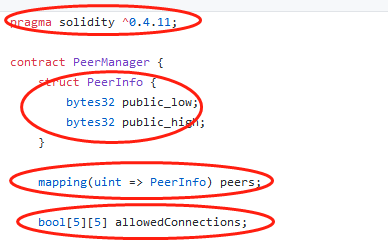 pragma solidity ^0.4.11;
contract PeerManager {
struct PeerInfo {
bytes32 public_low;
bytes32 public_high;
}
mapping(uint => PeerInfo) peers;
bool[5][5] allowedConnections;